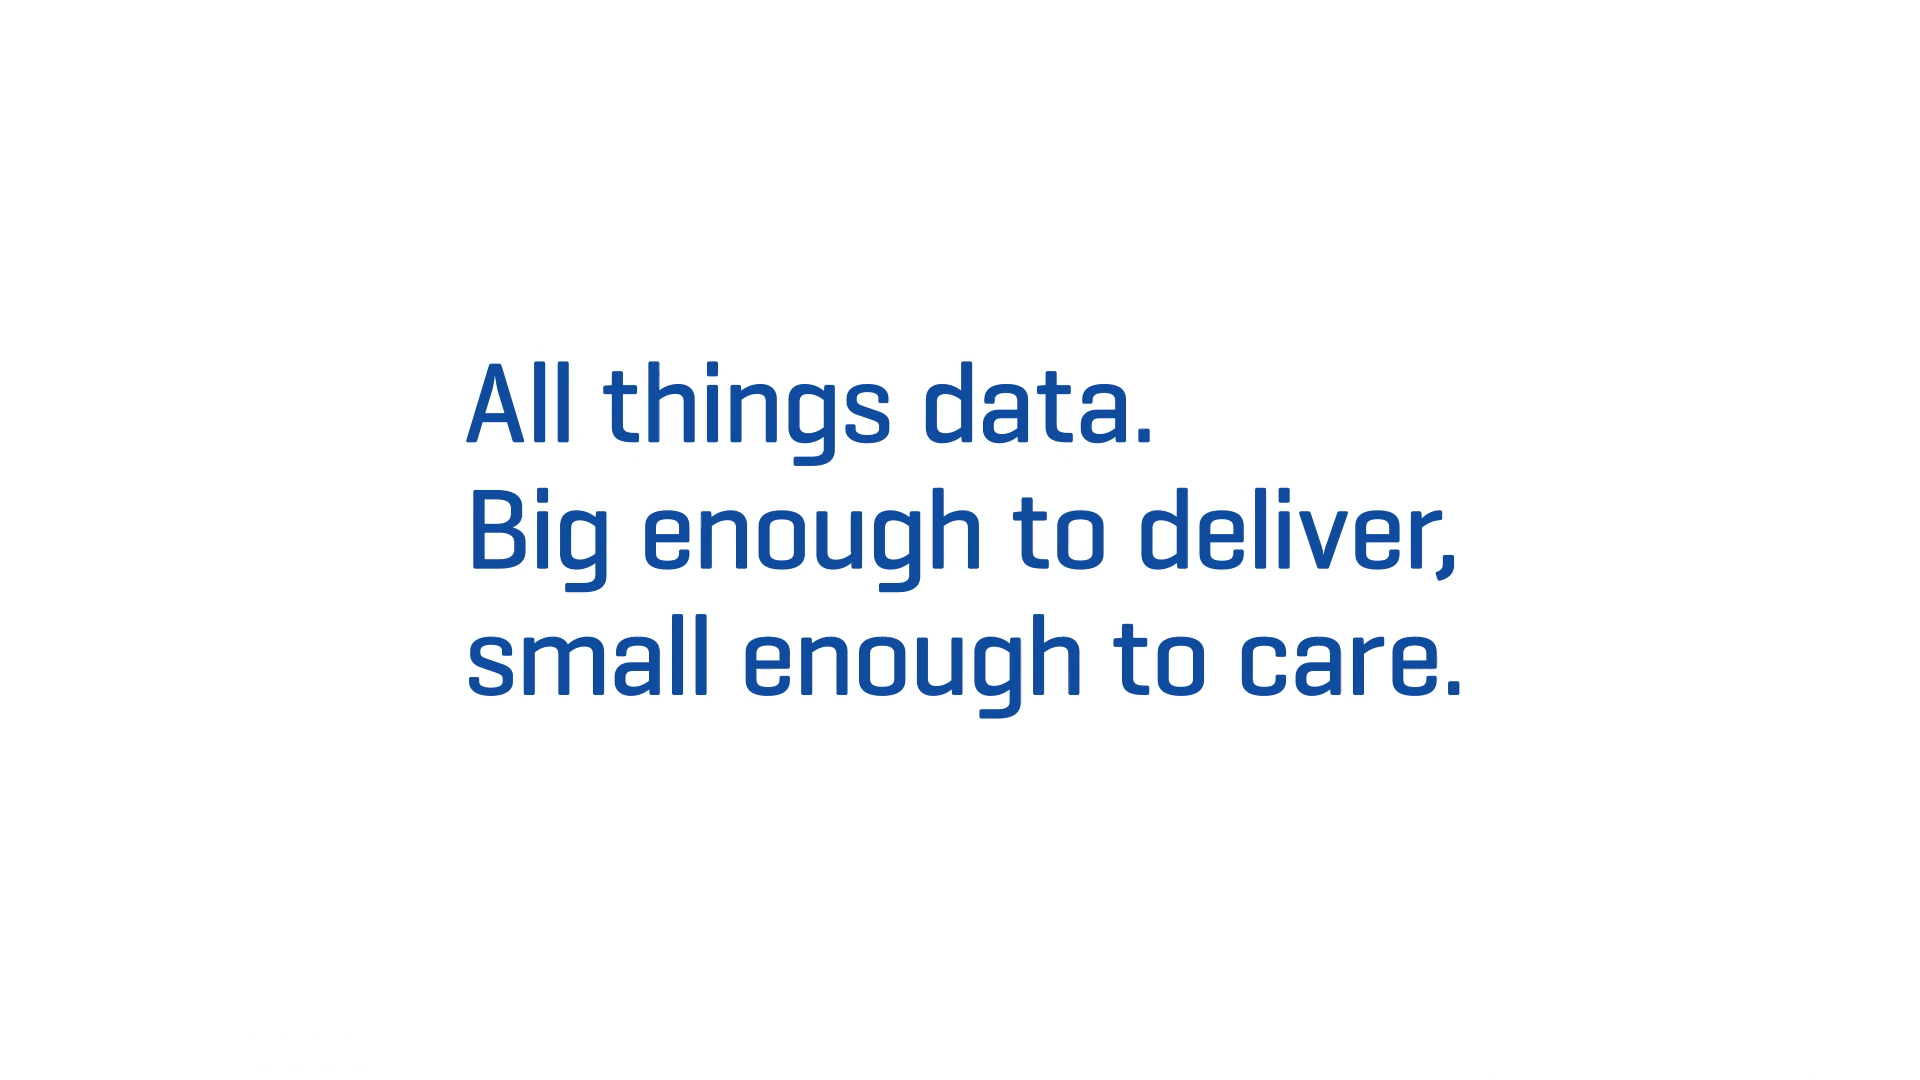 All things data.
Big enough to deliver,
small enough to care.